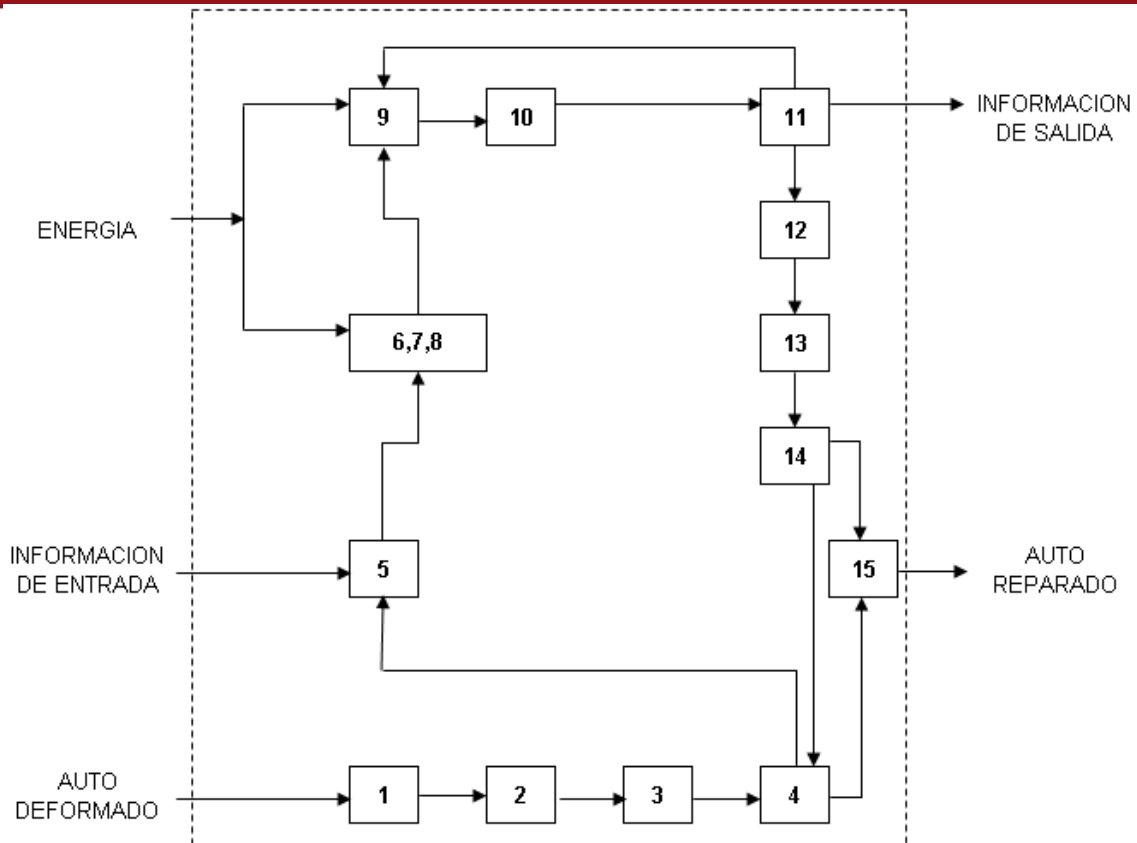 9
10
11
INFORMACION
DE SALIDA
ENERGIA
12
6,7,8
13
14
INFORMACION
DE ENTRADA
5
15
AUTO
REPARADO
AUTO
DEFORMADO
1
2
3
4